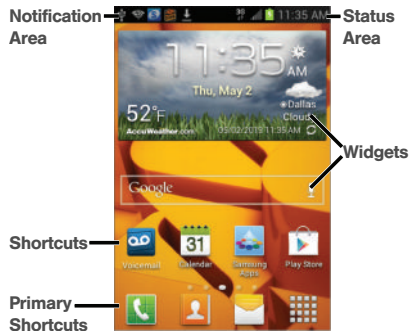 Notification
Area
3G
11:35 AM
Status
Area
11:35
AM
Thu, May 2
Dallas
Cloudy
52°F
AccuWeather.com
05/02/2013 11:35 AM
Widgets
Google
Shortcuts
31
Voicemail
Calendar
Samsung
Apps
Play Store
Primary
Shortcuts